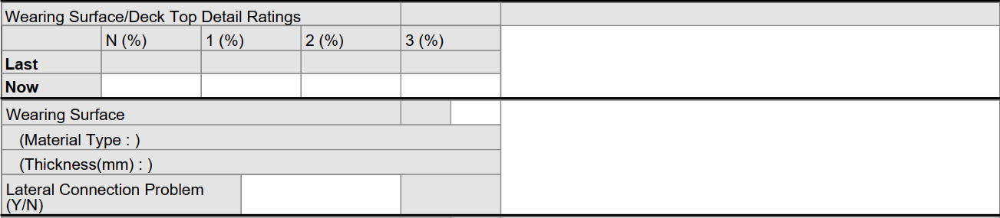 Wearing Surface/Deck Top Detail Ratings
N (%) 1 (%) 2 (%) 3 (%)
Last
Now
Wearing Surface
(Material Type : )
(Thickness(mm) : )
Lateral Connection Problem
(Y/N)